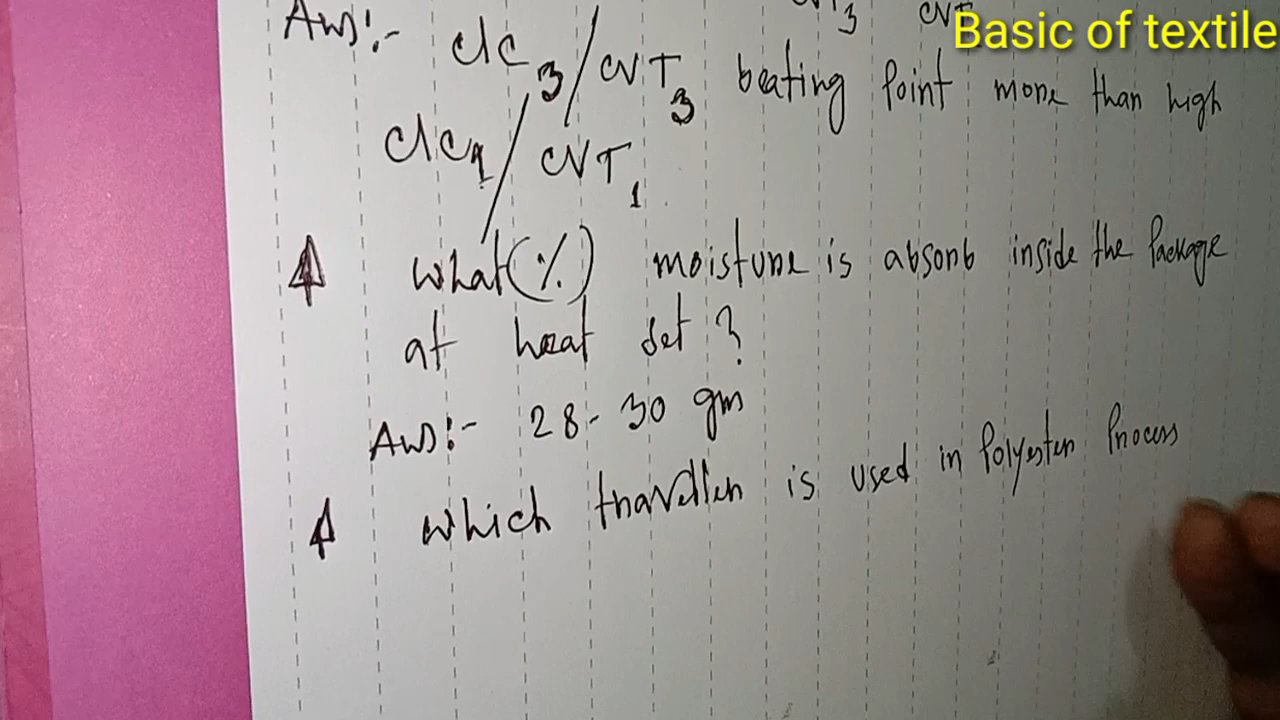 Basic of textile
Ans:- ClC3/CVT3 beating point more than high
ClC1/CVT1
What (%) moisture is absorb inside the Package
at heat set ?
Ans:- 28-30 gm
which traveller is used in Polyester Process